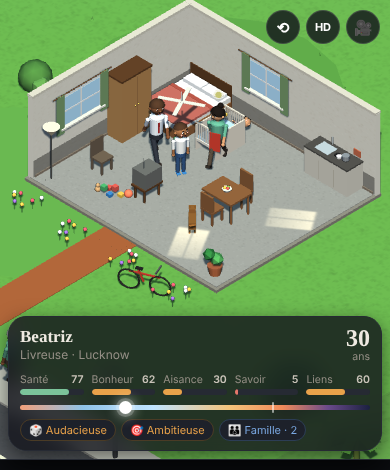 HD
Beatriz
30
Livreuse · Lucknow
ans
Santé 77 Bonheur 62 Aisance 30 Savoir 5 Liens 60
Audacieuse Ambitieuse Famille · 2